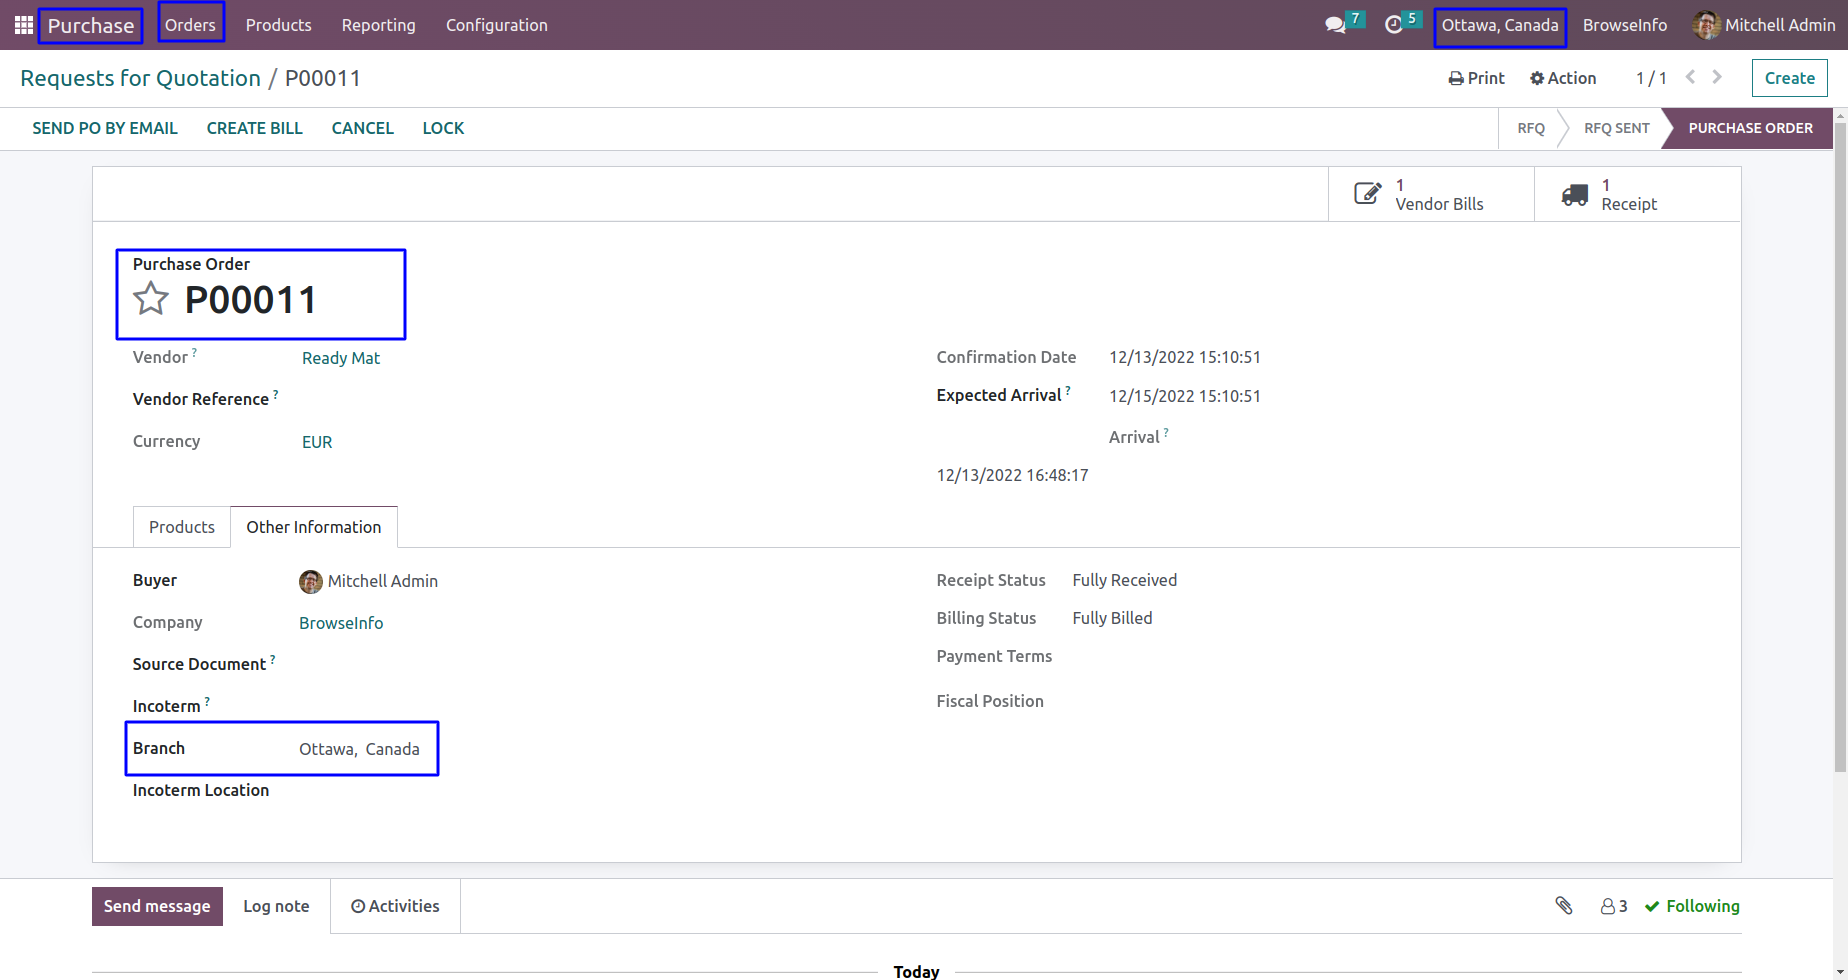 Purchase Orders Products Reporting Configuration 7 5 Ottawa, Canada BrowseInfo Mitchell Admin
Requests for Quotation / P00011 Print Action 1 / 1 Create
SEND PO BY EMAIL CREATE BILL CANCEL LOCK RFQ RFQ SENT PURCHASE ORDER
1
Vendor Bills
1
Receipt
Purchase Order
P00011
Vendor ? Ready Mat
Vendor Reference ?
Currency EUR
Confirmation Date 12/13/2022 15:10:51
Expected Arrival ? 12/15/2022 15:10:51
Arrival ?
12/13/2022 16:48:17
Products Other Information
Buyer Mitchell Admin
Company BrowseInfo
Source Document ?
Incoterm ?
Branch Ottawa, Canada
Incoterm Location
Receipt Status Fully Received
Billing Status Fully Billed
Payment Terms
Fiscal Position
Send message Log note Activities 3 Following
Today